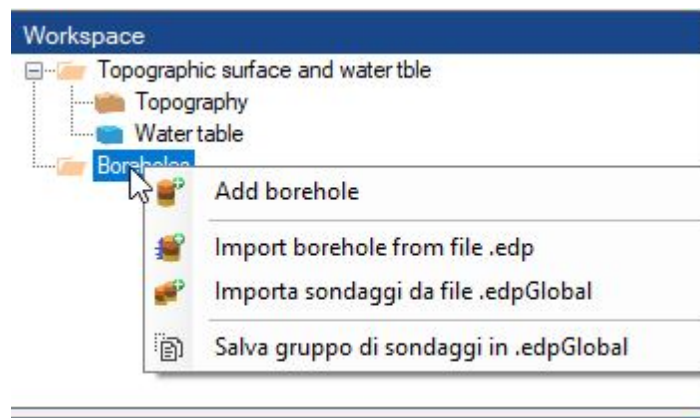 Workspace
Topographic surface and water tble
Topography
Water table
Boreholes
Add borehole
Import borehole from file .edp
Importa sondaggi da file .edpGlobal
Salva gruppo di sondaggi in .edpGlobal